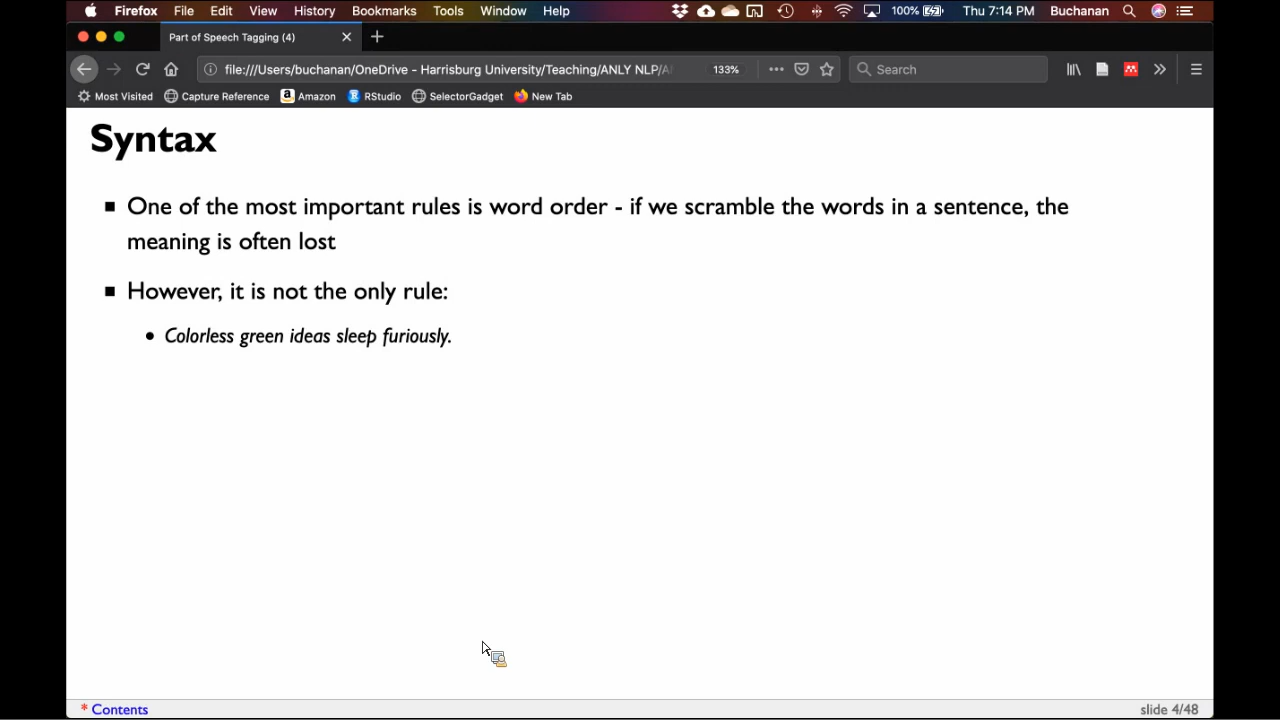 Firefox File Edit View History Bookmarks Tools Window Help 100% Thu 7:14 PM Buchanan
Part of Speech Tagging (4)
file:///Users/buchanan/OneDrive - Harrisburg University/Teaching/ANLY NLP/A 133% Search
Most Visited Capture Reference Amazon RStudio SelectorGadget New Tab
Syntax
■ One of the most important rules is word order - if we scramble the words in a sentence, the
meaning is often lost
■ However, it is not the only rule:
• Colorless green ideas sleep furiously.
* Contents slide 4/48